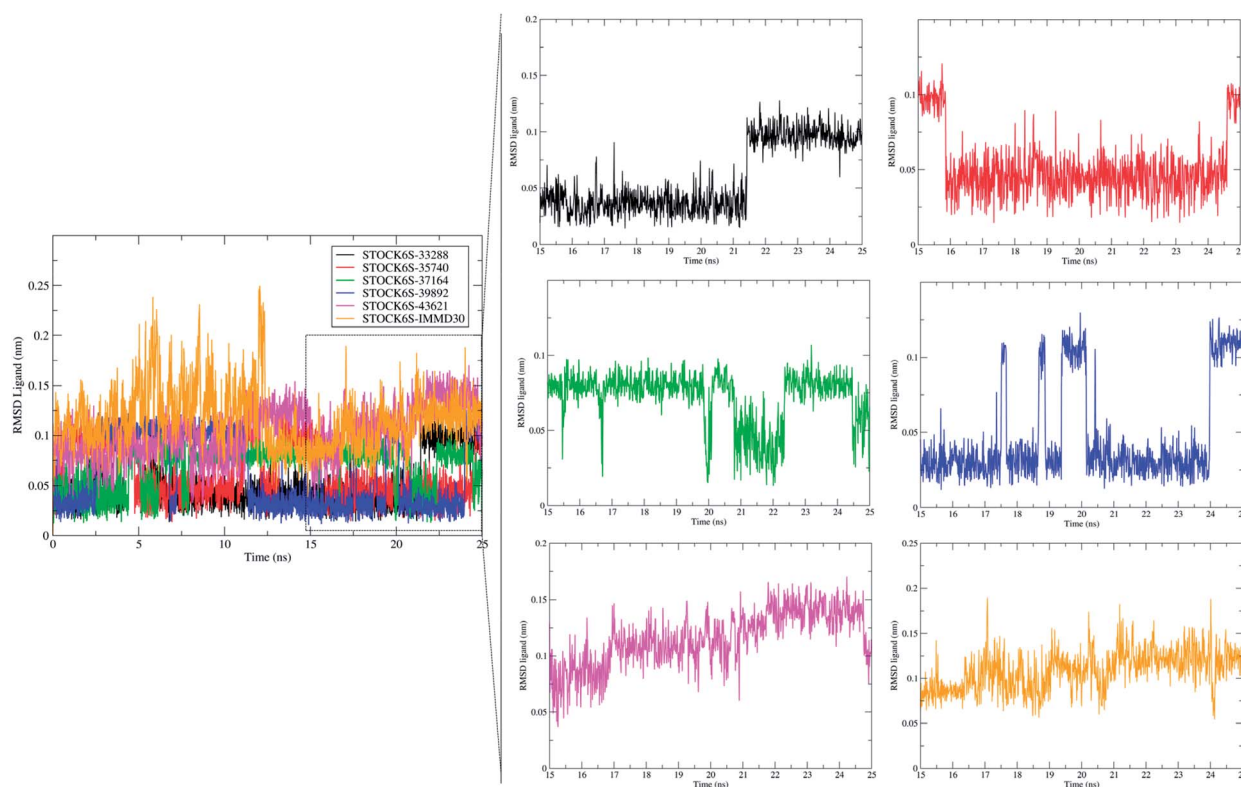 RMSD Ligand (nm)
0.25
0.2
0.15
0.1
0.05
0
STOCK6S-33288
STOCK6S-35740
STOCK6S-37164
STOCK6S-39892
STOCK6S-43621
STOCK6S-IMMD30
0 5 10 15 20 25
Time (ns)
RMSD ligand (nm)
0.2
0.15
0.1
0.05
0
15 16 17 18 19 20 21 22 23 24 25
Time (ns)
RMSD ligand (nm)
0.1
0.05
0
15 16 17 18 19 20 21 22 23 24 25
Time (ns)
RMSD ligand (nm)
0.1
0.05
0
15 16 17 18 19 20 21 22 23 24 25
Time (ns)
RMSD ligand (nm)
0.1
0.05
0
15 16 17 18 19 20 21 22 23 24 25
Time (ns)
RMSD ligand (nm)
0.2
0.15
0.1
0.05
0
15 16 17 18 19 20 21 22 23 24 25
Time (ns)
RMSD ligand (nm)
0.25
0.2
0.15
0.1
0.05
0
15 16 17 18 19 20 21 22 23 24 25
Time (ns)